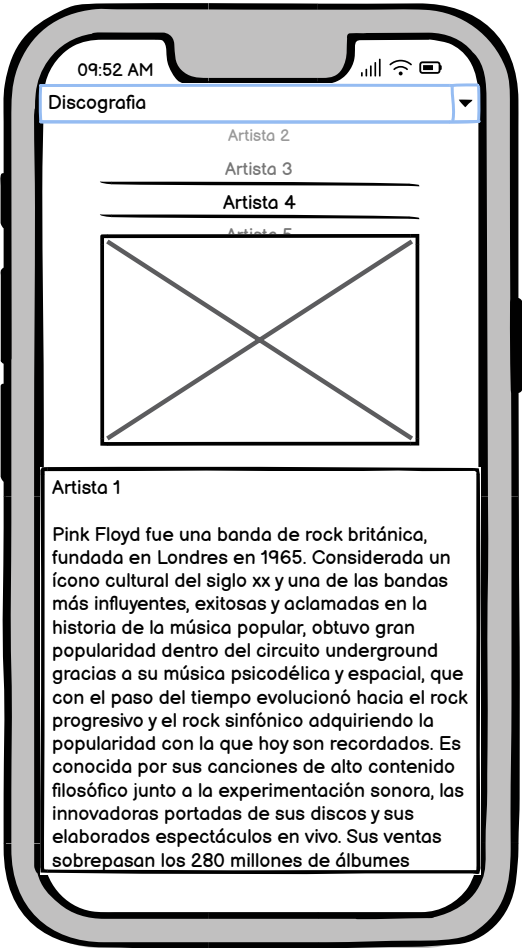 09:52 AM
Discografia
Artista 2
Artista 3
Artista 4
Artista 5
Artista 1
Pink Floyd fue una banda de rock británica,
fundada en Londres en 1965. Considerada un
ícono cultural del siglo xx y una de las bandas
más influyentes, exitosas y aclamadas en la
historia de la música popular, obtuvo gran
popularidad dentro del circuito underground
gracias a su música psicodélica y espacial, que
con el paso del tiempo evolucionó hacia el rock
progresivo y el rock sinfónico adquiriendo la
popularidad con la que hoy son recordados. Es
conocida por sus canciones de alto contenido
filosófico junto a la experimentación sonora, las
innovadoras portadas de sus discos y sus
elaborados espectáculos en vivo. Sus ventas
sobrepasan los 280 millones de álbumes